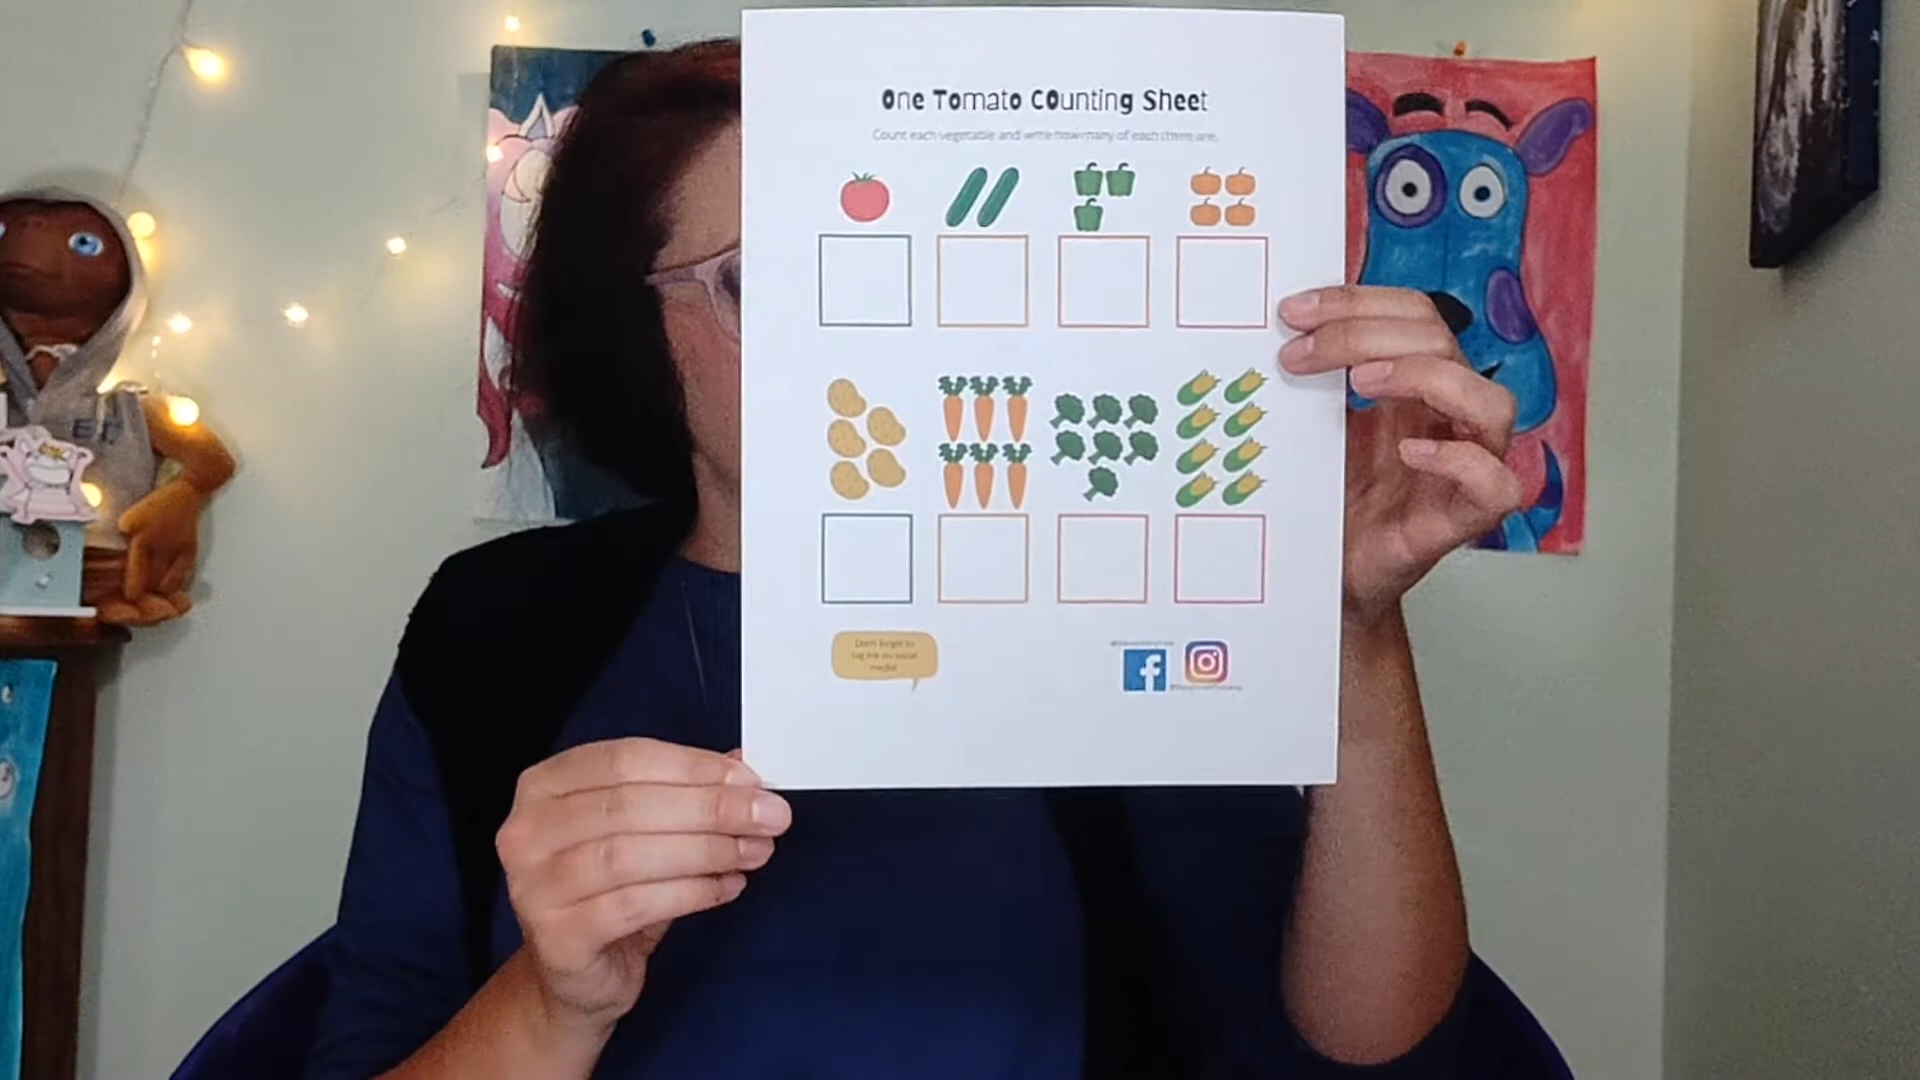 One Tomato COunting Sheet
Count each vegetable and write how many of each there are.
Don't forget to
tag me on social
media!